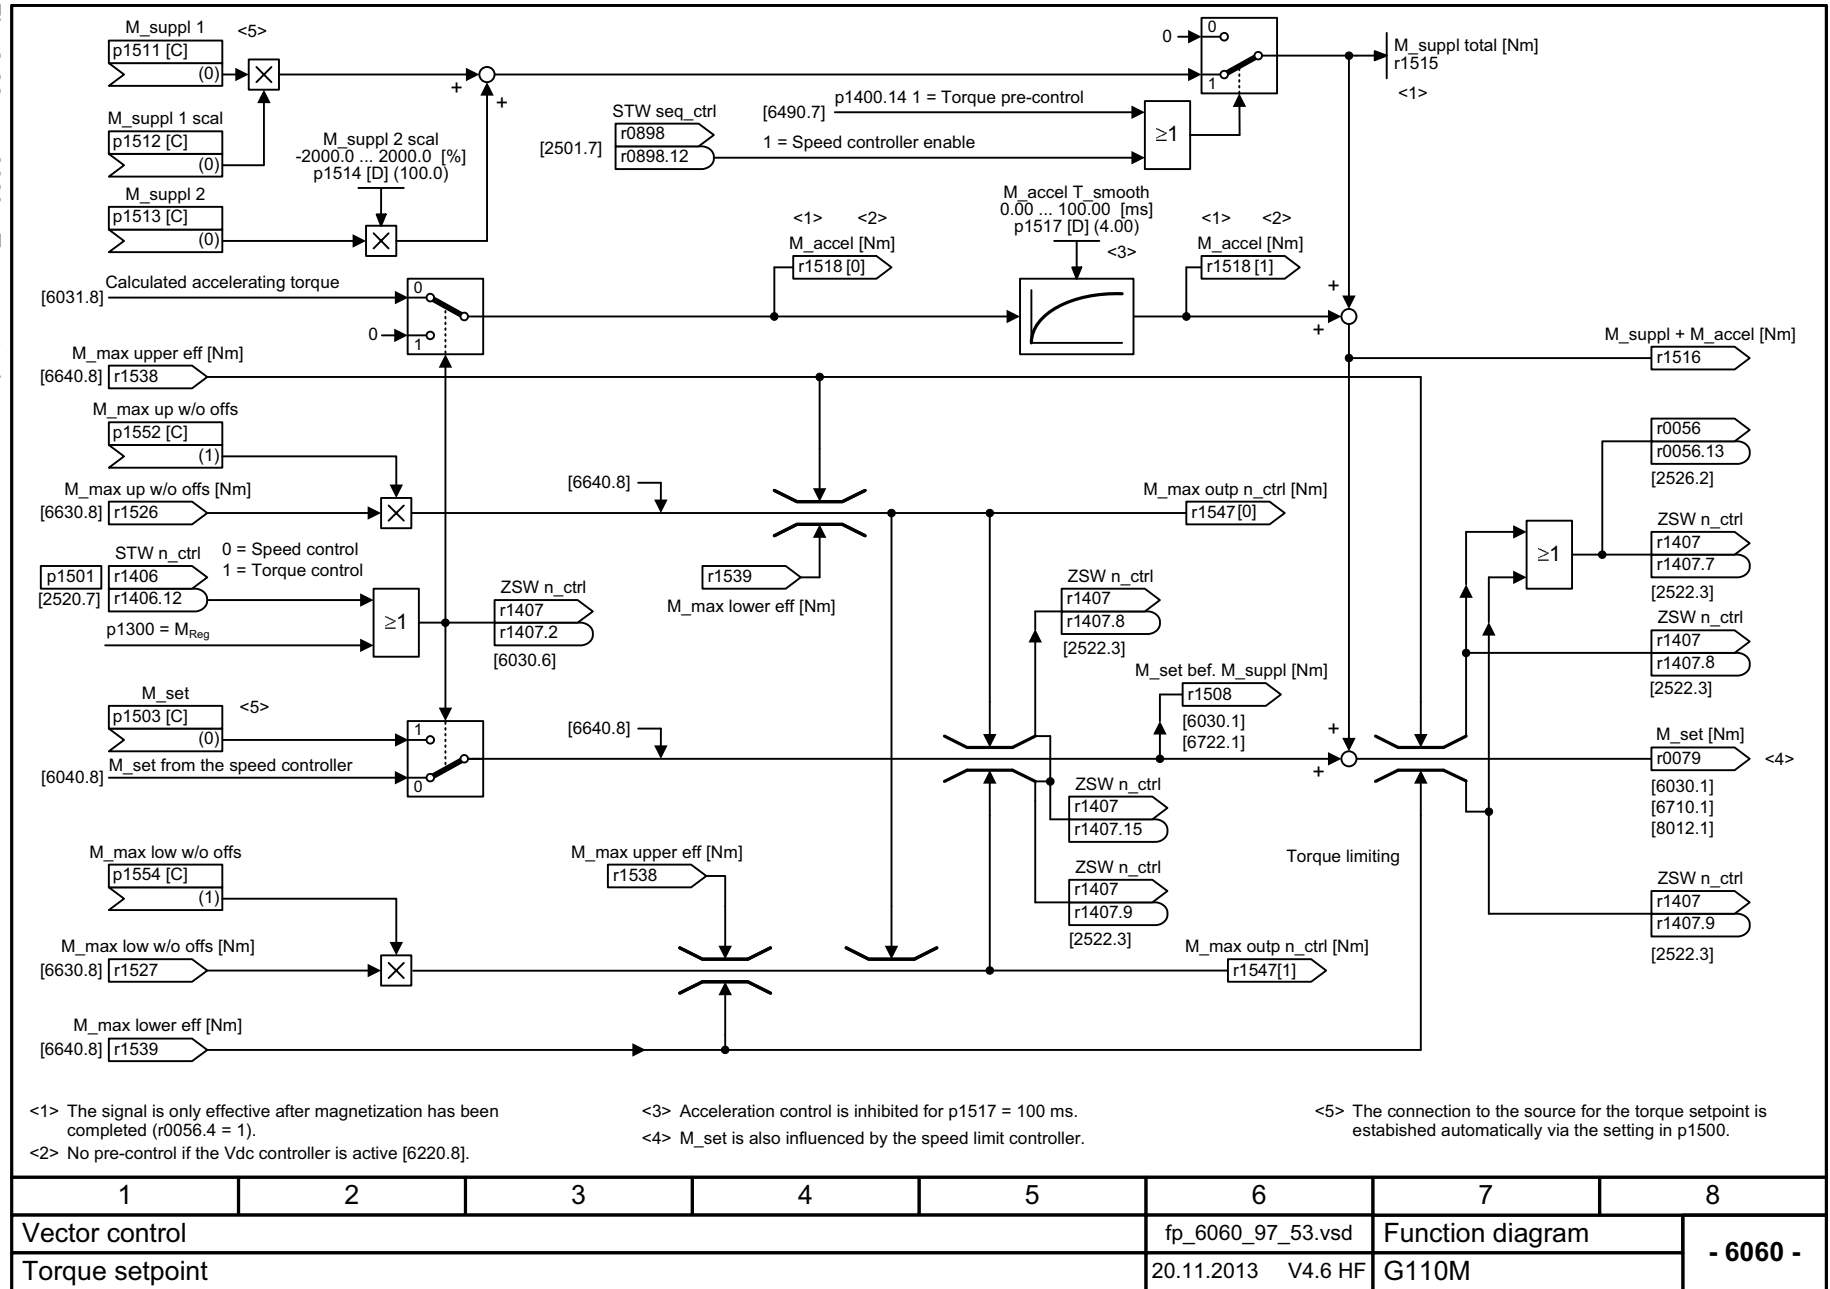 M_suppl 1 <5>
p1511 [C]
(0)
M_suppl 1 scal
p1512 [C]
(0)
M_suppl 2 scal
-2000.0 ... 2000.0 [%]
p1514 [D] (100.0)
M_suppl 2
p1513 [C]
(0)
+
+
STW seq_ctrl
[2501.7]
r0898
r0898.12
[6490.7]
p1400.14 1 = Torque pre-control
1 = Speed controller enable
≥1
0
0
1
M_suppl total [Nm]
r1515
<1>
[6031.8] Calculated accelerating torque
0
0
1
<1> <2>
M_accel [Nm]
r1518 [0]
M_accel T_smooth
0.00 ... 100.00 [ms]
p1517 [D] (4.00)
<3>
<1> <2>
M_accel [Nm]
r1518 [1]
+
+
M_suppl + M_accel [Nm]
r1516
M_max upper eff [Nm]
[6640.8] r1538
M_max up w/o offs
p1552 [C]
(1)
M_max up w/o offs [Nm]
[6630.8] r1526
[6640.8]
r1539
M_max lower eff [Nm]
M_max outp n_ctrl [Nm]
r1547[0]
STW n_ctrl
0 = Speed control
1 = Torque control
p1501
[2520.7]
r1406
r1406.12
p1300 = MReg
≥1
ZSW n_ctrl
r1407
r1407.2
[6030.6]
ZSW n_ctrl
r1407
r1407.8
[2522.3]
M_set bef. M_suppl [Nm]
r1508
[6030.1]
[6722.1]
r0056
r0056.13
[2526.2]
≥1
ZSW n_ctrl
r1407
r1407.7
[2522.3]
ZSW n_ctrl
r1407
r1407.8
[2522.3]
M_set
<5>
p1503 [C]
(0)
[6040.8] M_set from the speed controller
1
0
[6640.8]
+
+
M_set [Nm]
r0079 <4>
[6030.1]
[6710.1]
[8012.1]
ZSW n_ctrl
r1407
r1407.15
ZSW n_ctrl
r1407
r1407.9
[2522.3]
Torque limiting
ZSW n_ctrl
r1407
r1407.9
[2522.3]
M_max low w/o offs
p1554 [C]
(1)
M_max low w/o offs [Nm]
[6630.8] r1527
M_max upper eff [Nm]
r1538
M_max outp n_ctrl [Nm]
r1547[1]
M_max lower eff [Nm]
[6640.8] r1539
<1> The signal is only effective after magnetization has been
completed (r0056.4 = 1).
<2> No pre-control if the Vdc controller is active [6220.8].
<3> Acceleration control is inhibited for p1517 = 100 ms.
<4> M_set is also influenced by the speed limit controller.
<5> The connection to the source for the torque setpoint is
estabished automatically via the setting in p1500.
1 2 3 4 5 6 7 8
Vector control
fp_6060_97_53.vsd
Function diagram
- 6060 -
Torque setpoint
20.11.2013 V4.6 HF
G110M